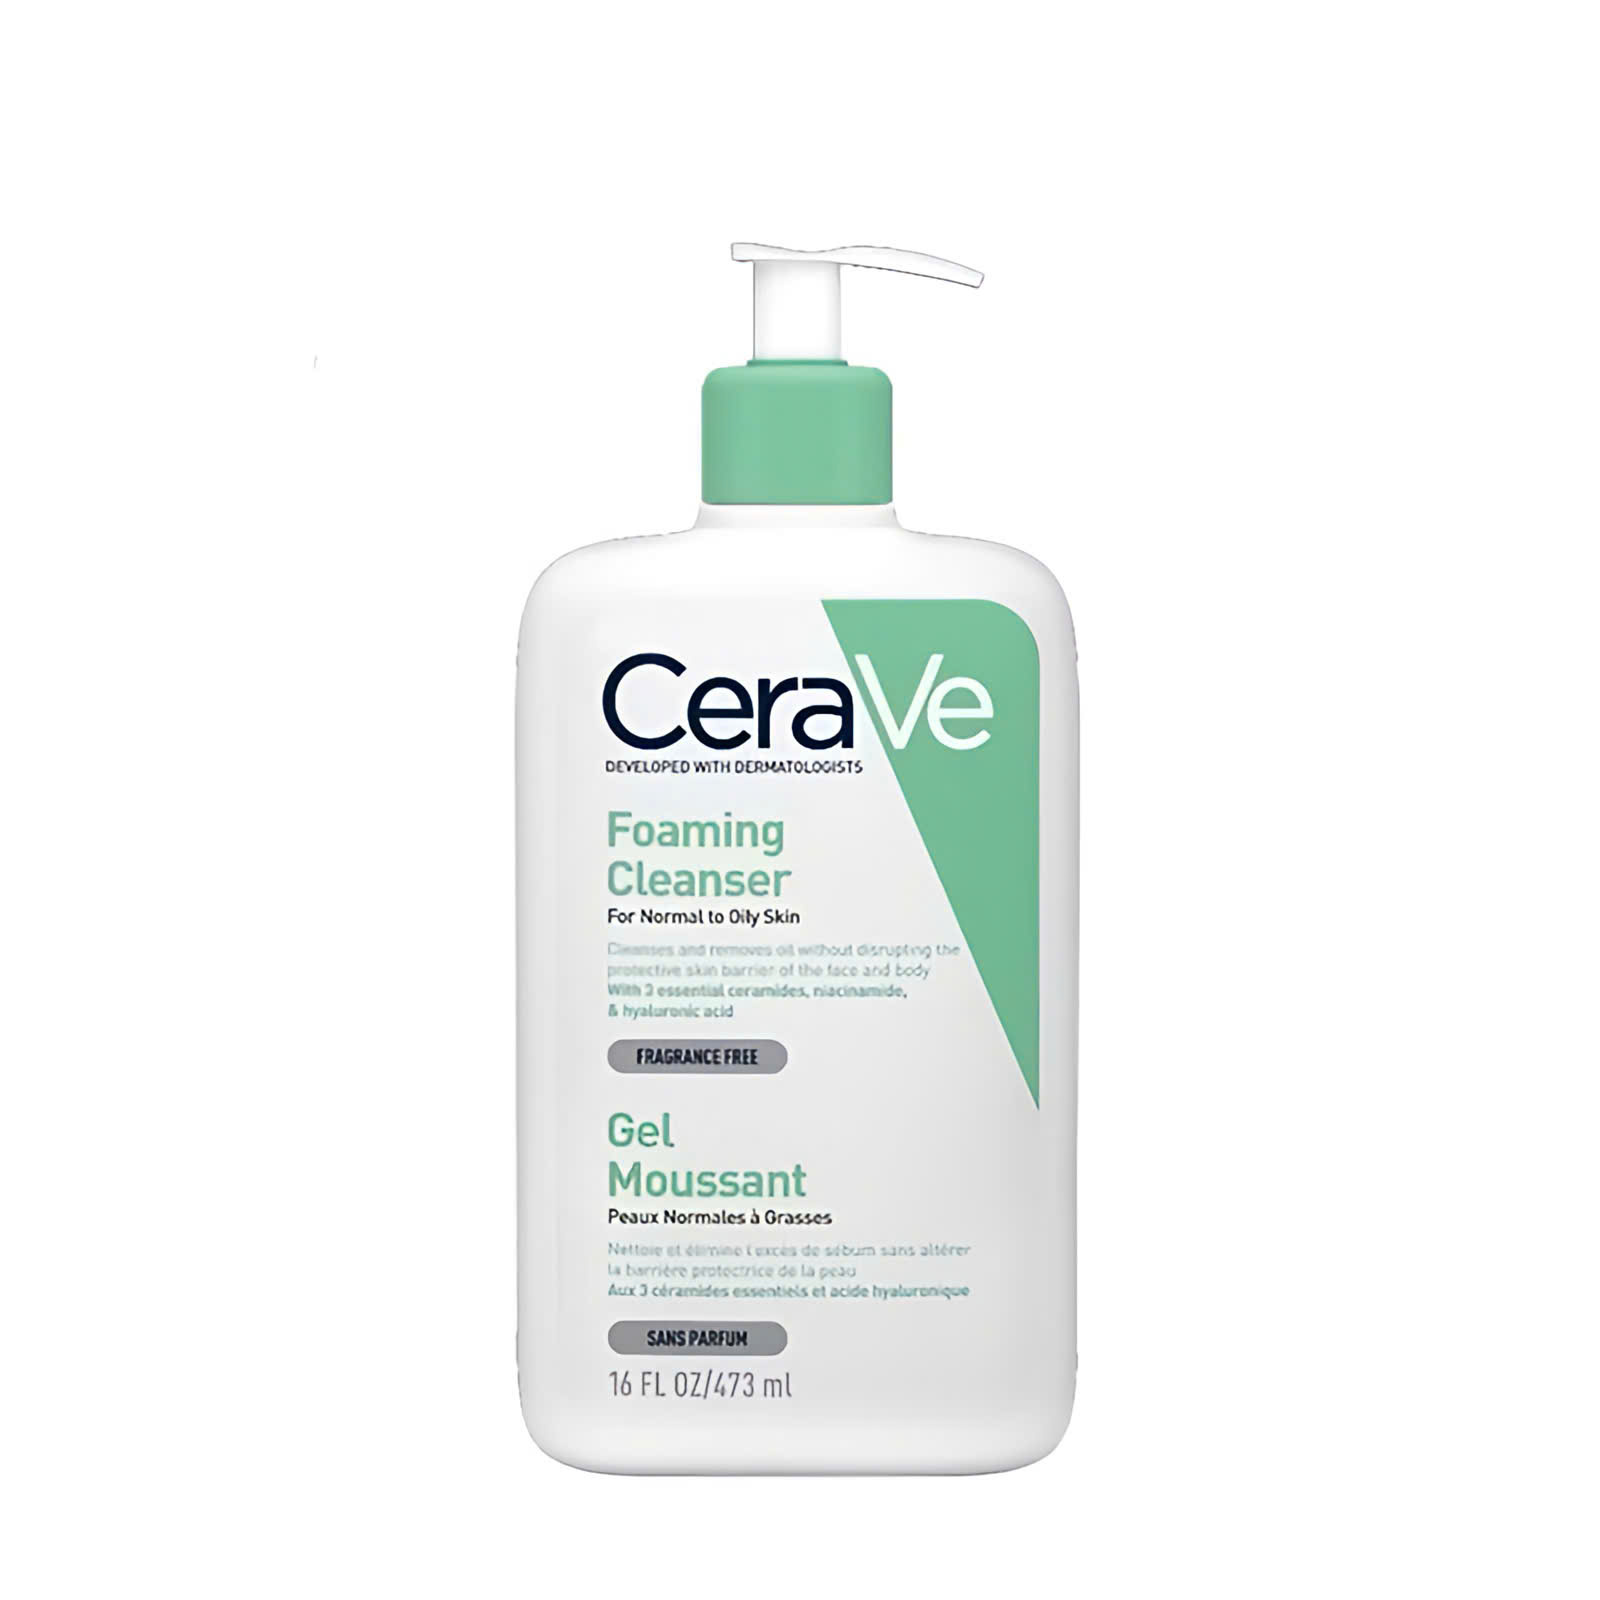 CeraVe
DEVELOPED WITH DERMATOLOGISTS
Foaming
Cleanser
For Normal to Oily Skin
Cleanses and removes oil without disrupting the
protective skin barrier of the face and body
With 3 essential ceramides, niacinamide,
& hyaluronic acid
FRAGRANCE FREE
Gel
Moussant
Peaux Normales à Grasses
Nettoie et élimine l'excès de sébum sans altérer
la barrière protectrice de la peau
Aux 3 céramides essentiels et acide hyaluronique
SANS PARFUM
16 FL OZ/473 ml